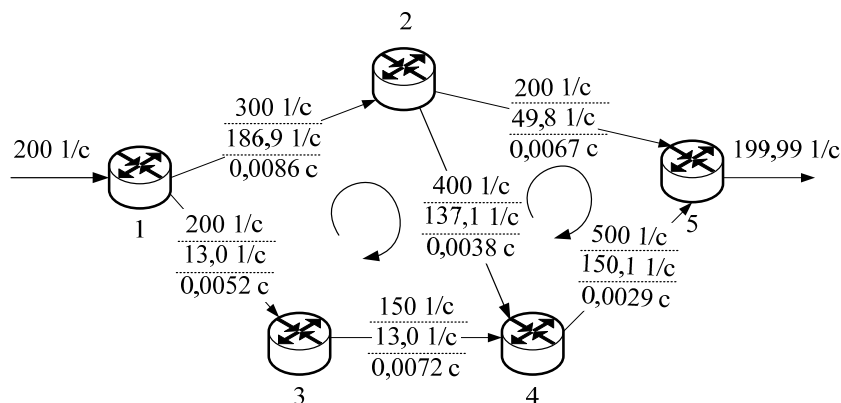 2
300 1/с
186,9 1/с
0,0086 с
200 1/с
49,8 1/с
0,0067 с
200 1/с
1
199,99 1/с
5
400 1/с
137,1 1/с
0,0038 с
200 1/с
13,0 1/с
0,0052 с
500 1/с
150,1 1/с
0,0029 с
150 1/с
13,0 1/с
0,0072 с
3
4